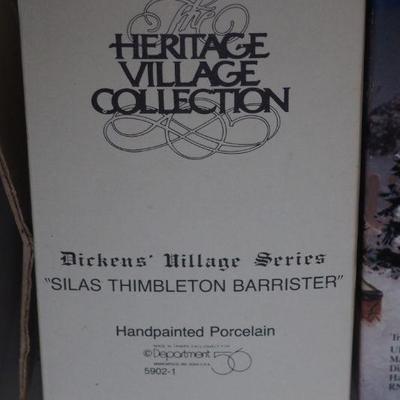 The
HERITAGE
VILLAGE
COLLECTION
Dickens' Village Series
"SILAS THIMBLETON BARRISTER"
Handpainted Porcelain
©Department 56
5902-1